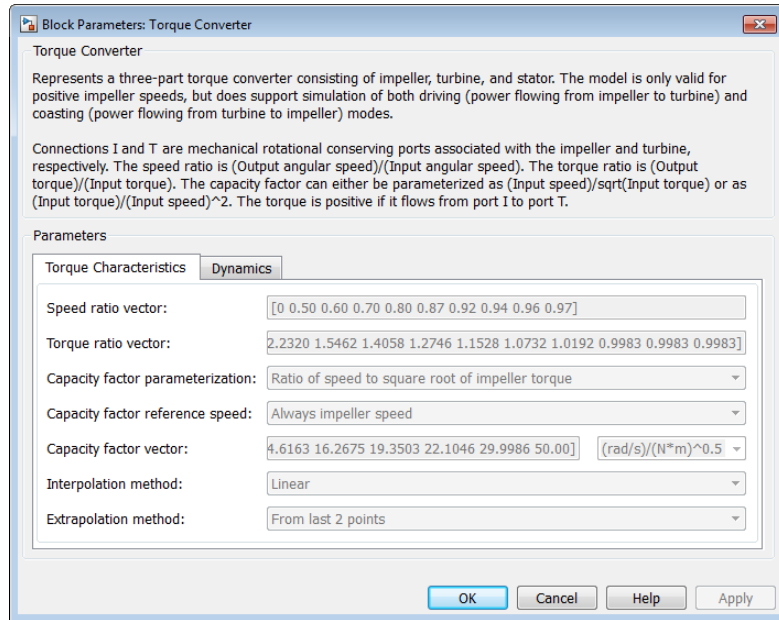 Block Parameters: Torque Converter
Torque Converter
Represents a three-part torque converter consisting of impeller, turbine, and stator. The model is only valid for
positive impeller speeds, but does support simulation of both driving (power flowing from impeller to turbine) and
coasting (power flowing from turbine to impeller) modes.
Connections I and T are mechanical rotational conserving ports associated with the impeller and turbine,
respectively. The speed ratio is (Output angular speed)/(Input angular speed). The torque ratio is (Output
torque)/(Input torque). The capacity factor can either be parameterized as (Input speed)/sqrt(Input torque) or as
(Input torque)/(Input speed)^2. The torque is positive if it flows from port I to port T.
Parameters
Torque Characteristics Dynamics
Speed ratio vector: [0 0.50 0.60 0.70 0.80 0.87 0.92 0.94 0.96 0.97]
Torque ratio vector: 2.2320 1.5462 1.4058 1.2746 1.1528 1.0732 1.0192 0.9983 0.9983 0.9983]
Capacity factor parameterization: Ratio of speed to square root of impeller torque
Capacity factor reference speed: Always impeller speed
Capacity factor vector: 4.6163 16.2675 19.3503 22.1046 29.9986 50.00] (rad/s)/(N*m)^0.5
Interpolation method: Linear
Extrapolation method: From last 2 points
OK Cancel Help Apply